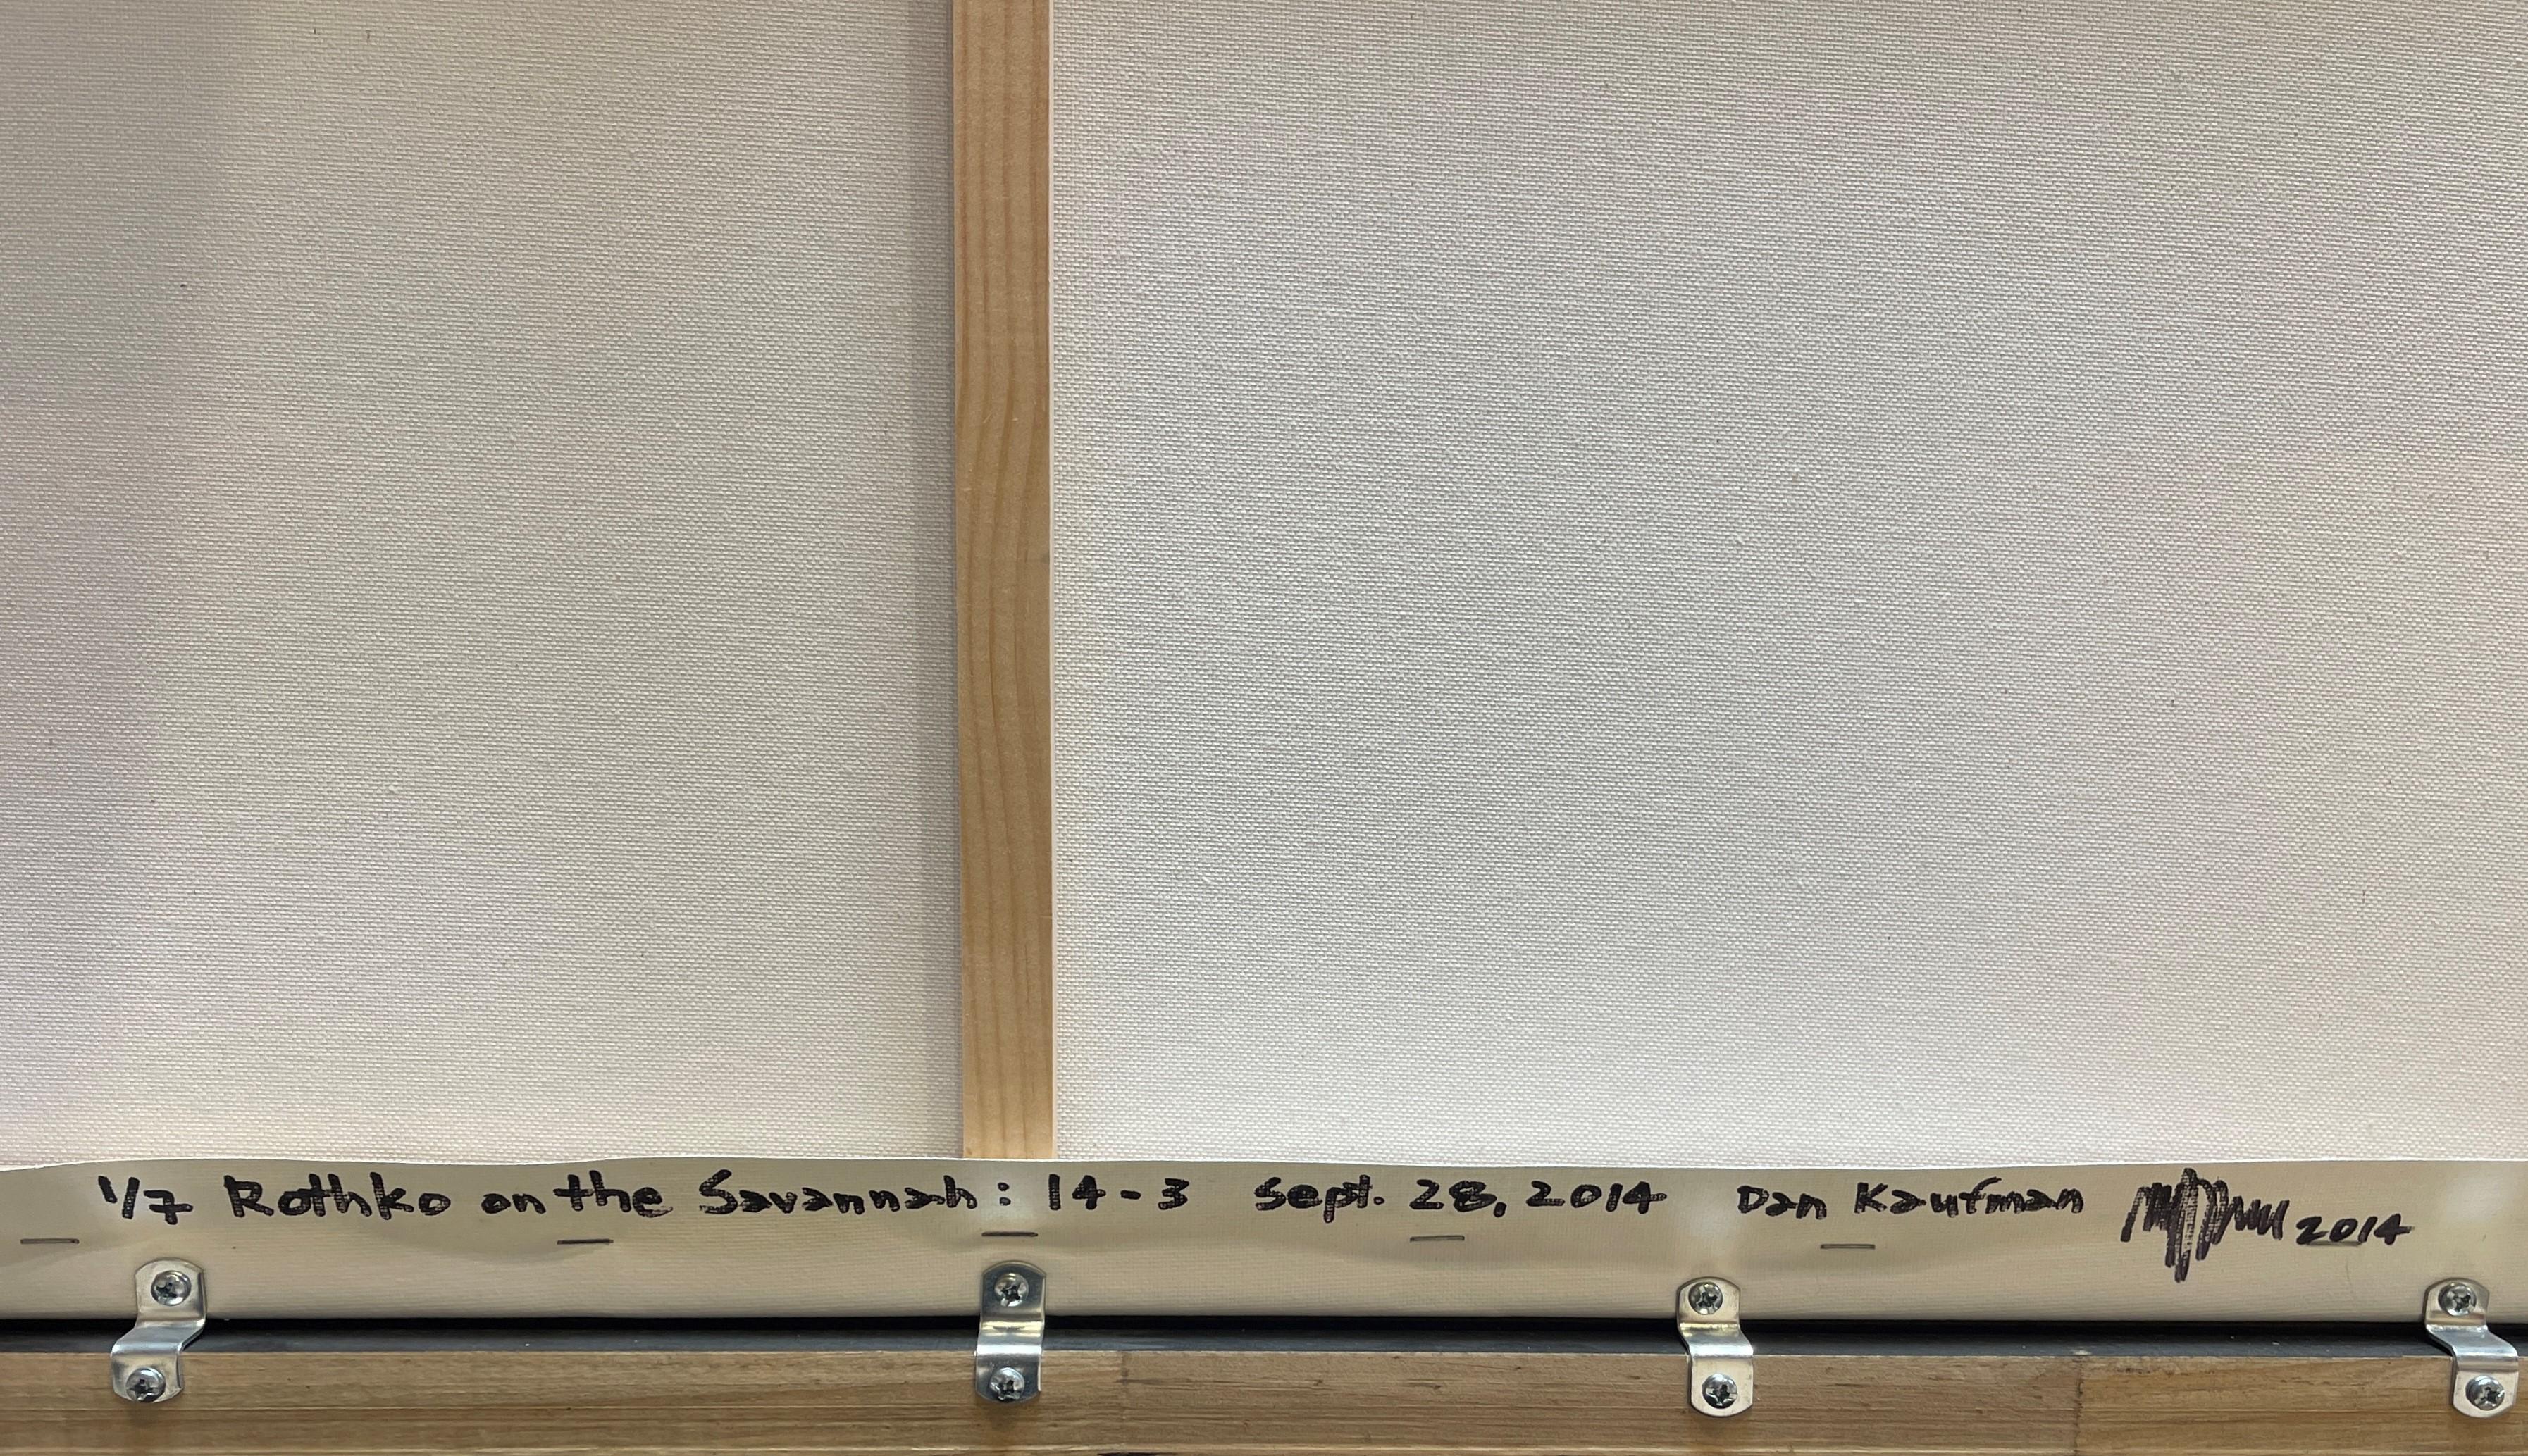 1/7 Rothko on the Savannah: 14-3 Sept. 28, 2014 Dan Kaufman 2014